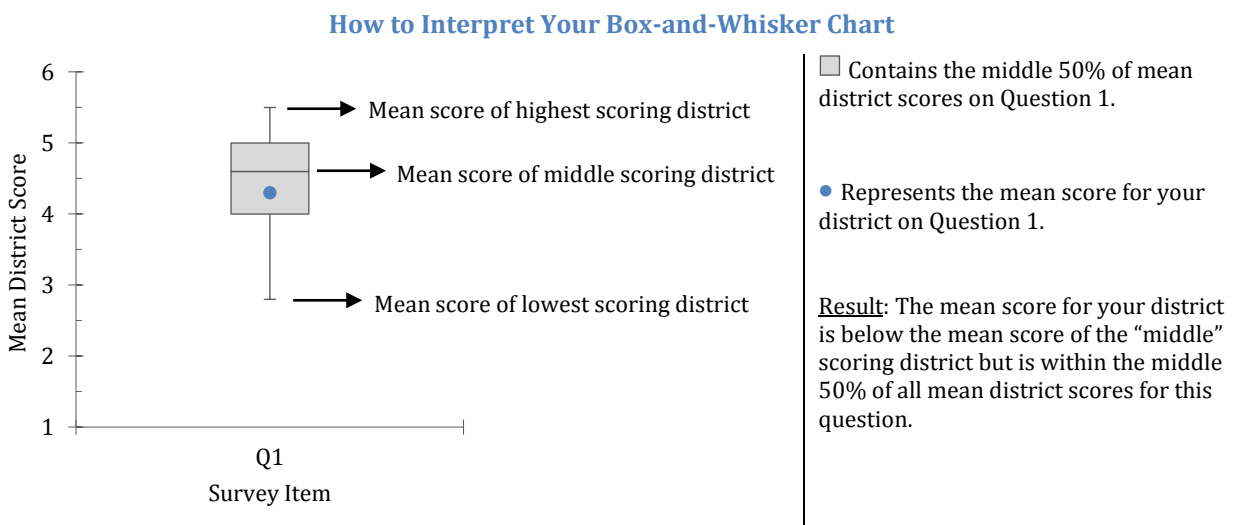 How to Interpret Your Box-and-Whisker Chart
6
5
4
3
2
1
Mean District Score
Mean score of highest scoring district
Mean score of middle scoring district
Mean score of lowest scoring district
Q1
Survey Item
Contains the middle 50% of mean
district scores on Question 1.
Represents the mean score for your
district on Question 1.
Result: The mean score for your district
is below the mean score of the “middle”
scoring district but is within the middle
50% of all mean district scores for this
question.